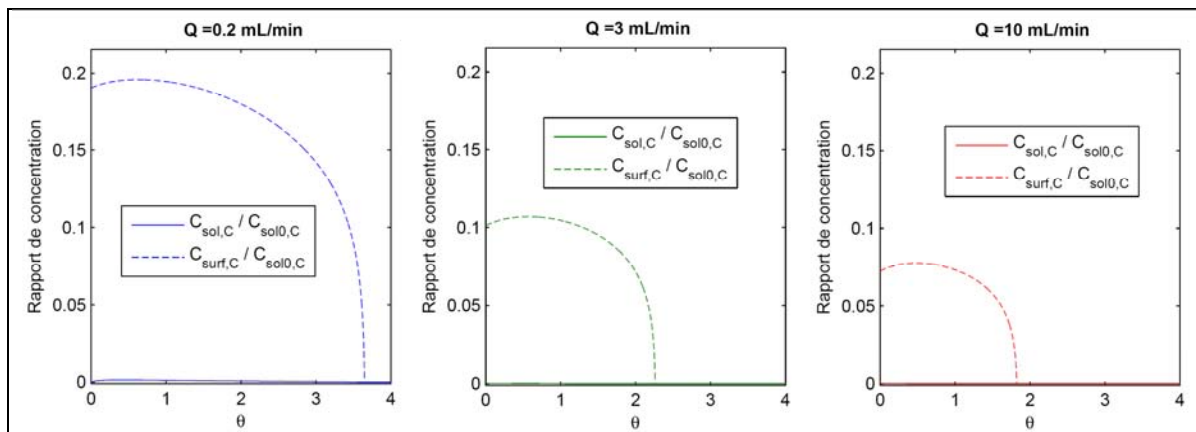 Q =0.2 mL/min
Rapport de concentration
0.2
0.15
0.1
0.05
0
C_sol,C / C_sol0,C
C_surf,C / C_sol0,C
0 1 2 3 4
θ
Q =3 mL/min
Rapport de concentration
0.2
0.15
0.1
0.05
0
C_sol,C / C_sol0,C
C_surf,C / C_sol0,C
0 1 2 3 4
θ
Q =10 mL/min
Rapport de concentration
0.2
0.15
0.1
0.05
0
C_sol,C / C_sol0,C
C_surf,C / C_sol0,C
0 1 2 3 4
θ